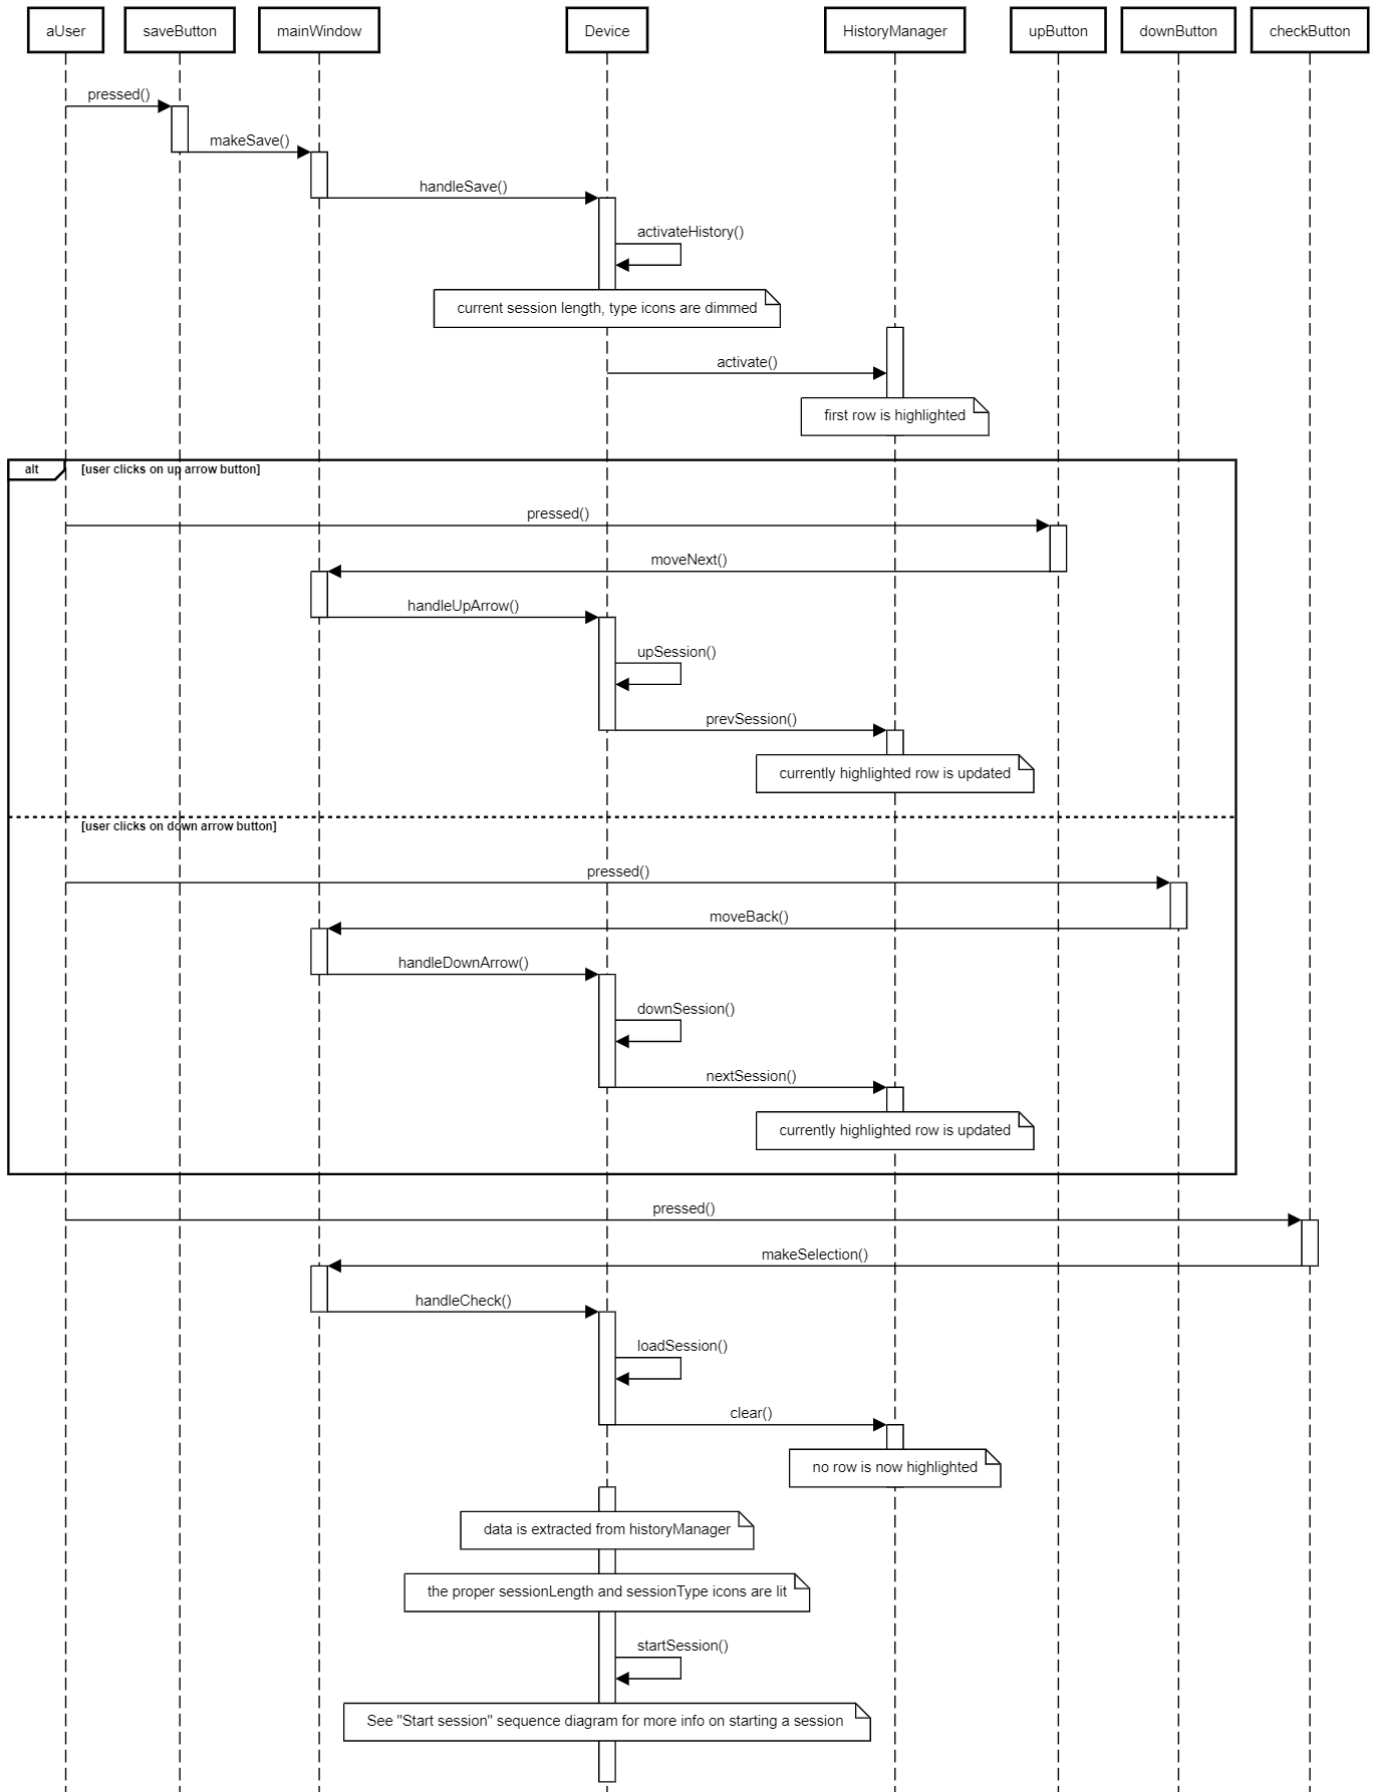 aUser
saveButton
mainWindow
Device
HistoryManager
upButton
downButton
checkButton
pressed()
makeSave()
handleSave()
activateHistory()
current session length, type icons are dimmed
activate()
first row is highlighted
alt
[user clicks on up arrow button]
pressed()
moveNext()
handleUpArrow()
upSession()
prevSession()
currently highlighted row is updated
[user clicks on down arrow button]
pressed()
moveBack()
handleDownArrow()
downSession()
nextSession()
currently highlighted row is updated
pressed()
makeSelection()
handleCheck()
loadSession()
clear()
no row is now highlighted
data is extracted from historyManager
the proper sessionLength and sessionType icons are lit
startSession()
See "Start session" sequence diagram for more info on starting a session